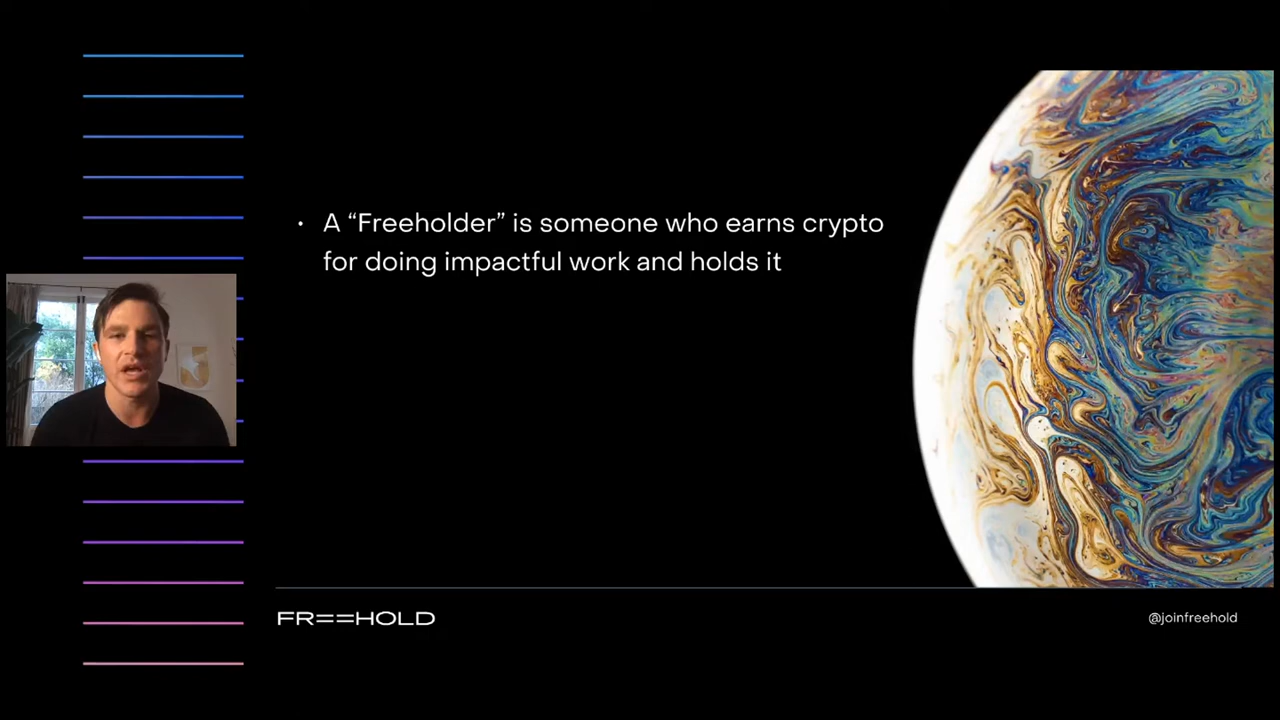 • A “Freeholder” is someone who earns crypto
for doing impactful work and holds it
FR==HOLD
@joinfreehold